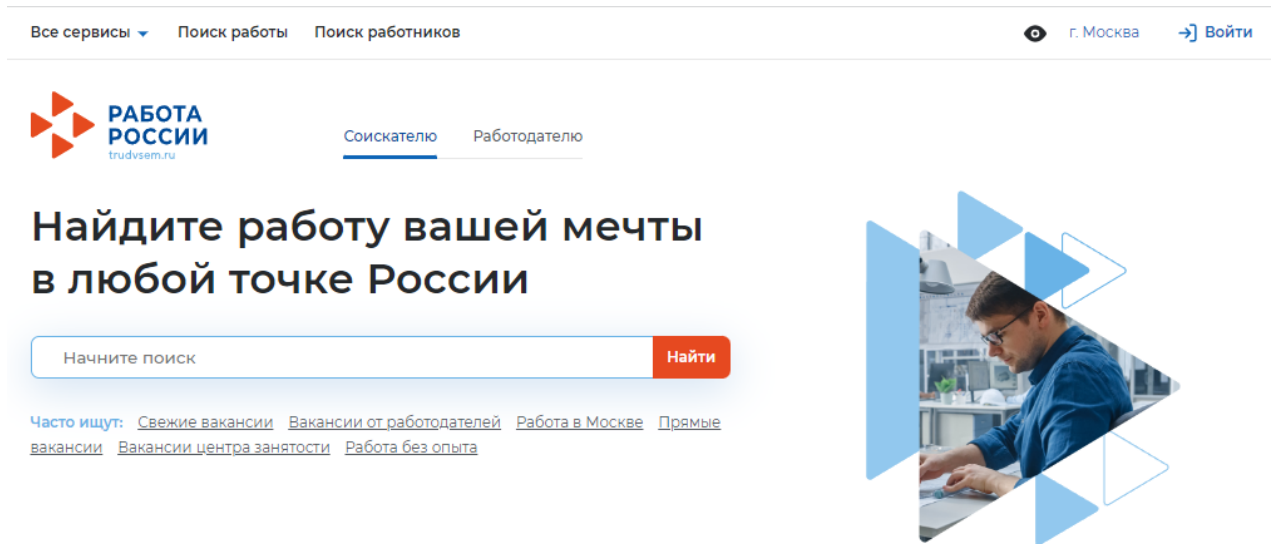 Все сервисы Поиск работы Поиск работников г. Москва Войти
РАБОТА
РОССИИ
trudvsem.ru
Соискателю Работодателю
Найдите работу вашей мечты
в любой точке России
Начните поиск Найти
Часто ищут: Свежие вакансии Вакансии от работодателей Работа в Москве Прямые
вакансии Вакансии центра занятости Работа без опыта